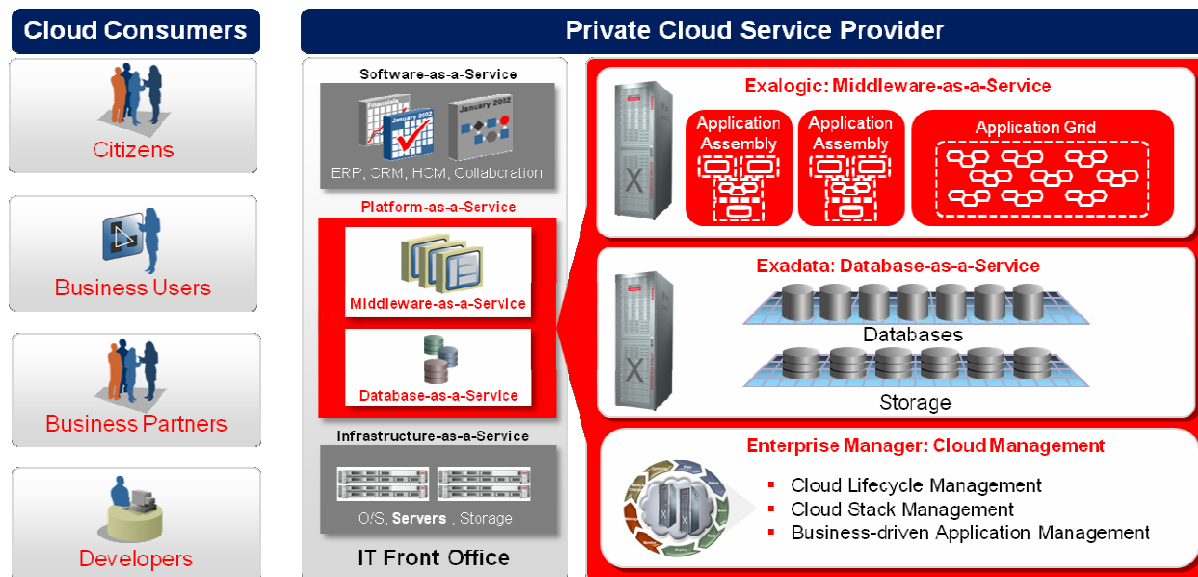 Cloud Consumers
Citizens
Business Users
Business Partners
Developers
Private Cloud Service Provider
Software-as-a-Service
Financials
January 2002
January 2002
ERP, CRM, HCM, Collaboration
Platform-as-a-Service
Middleware-as-a-Service
Database-as-a-Service
Infrastructure-as-a-Service
O/S, Servers , Storage
IT Front Office
Exalogic: Middleware-as-a-Service
X
Application
Assembly
Application
Assembly
Application Grid
Exadata: Database-as-a-Service
X
Databases
Storage
Enterprise Manager: Cloud Management
X X
Cloud Lifecycle Management
Cloud Stack Management
Business-driven Application Management